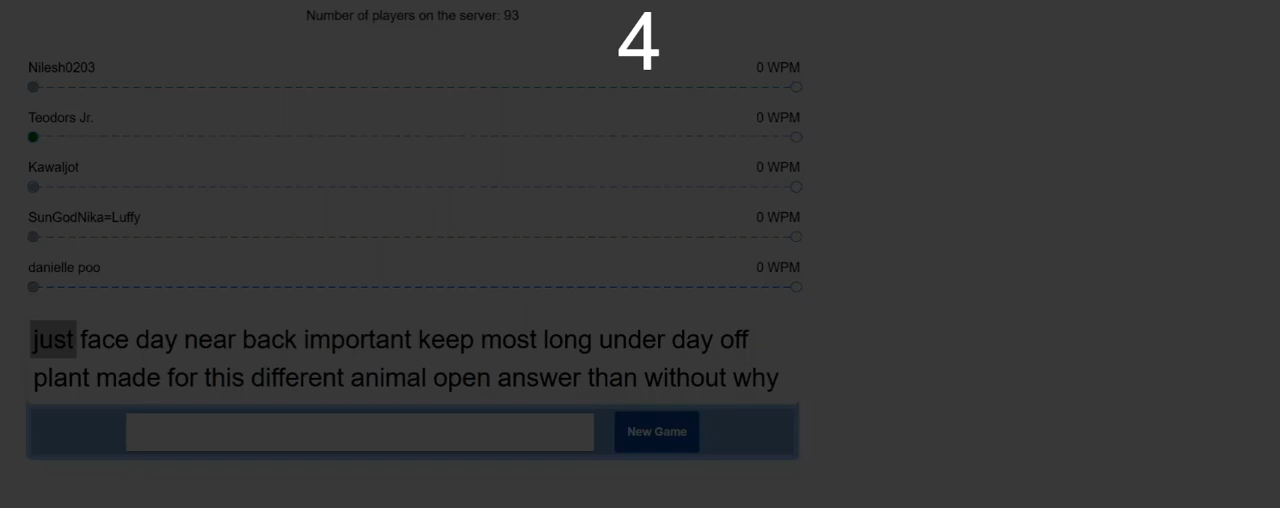 Number of players on the server: 93
4
Nilesh0203 0 WPM
Teodors Jr. 0 WPM
Kawaljot 0 WPM
SunGodNika=Luffy 0 WPM
danielle poo 0 WPM
just face day near back important keep most long under day off
plant made for this different animal open answer than without why
New Game